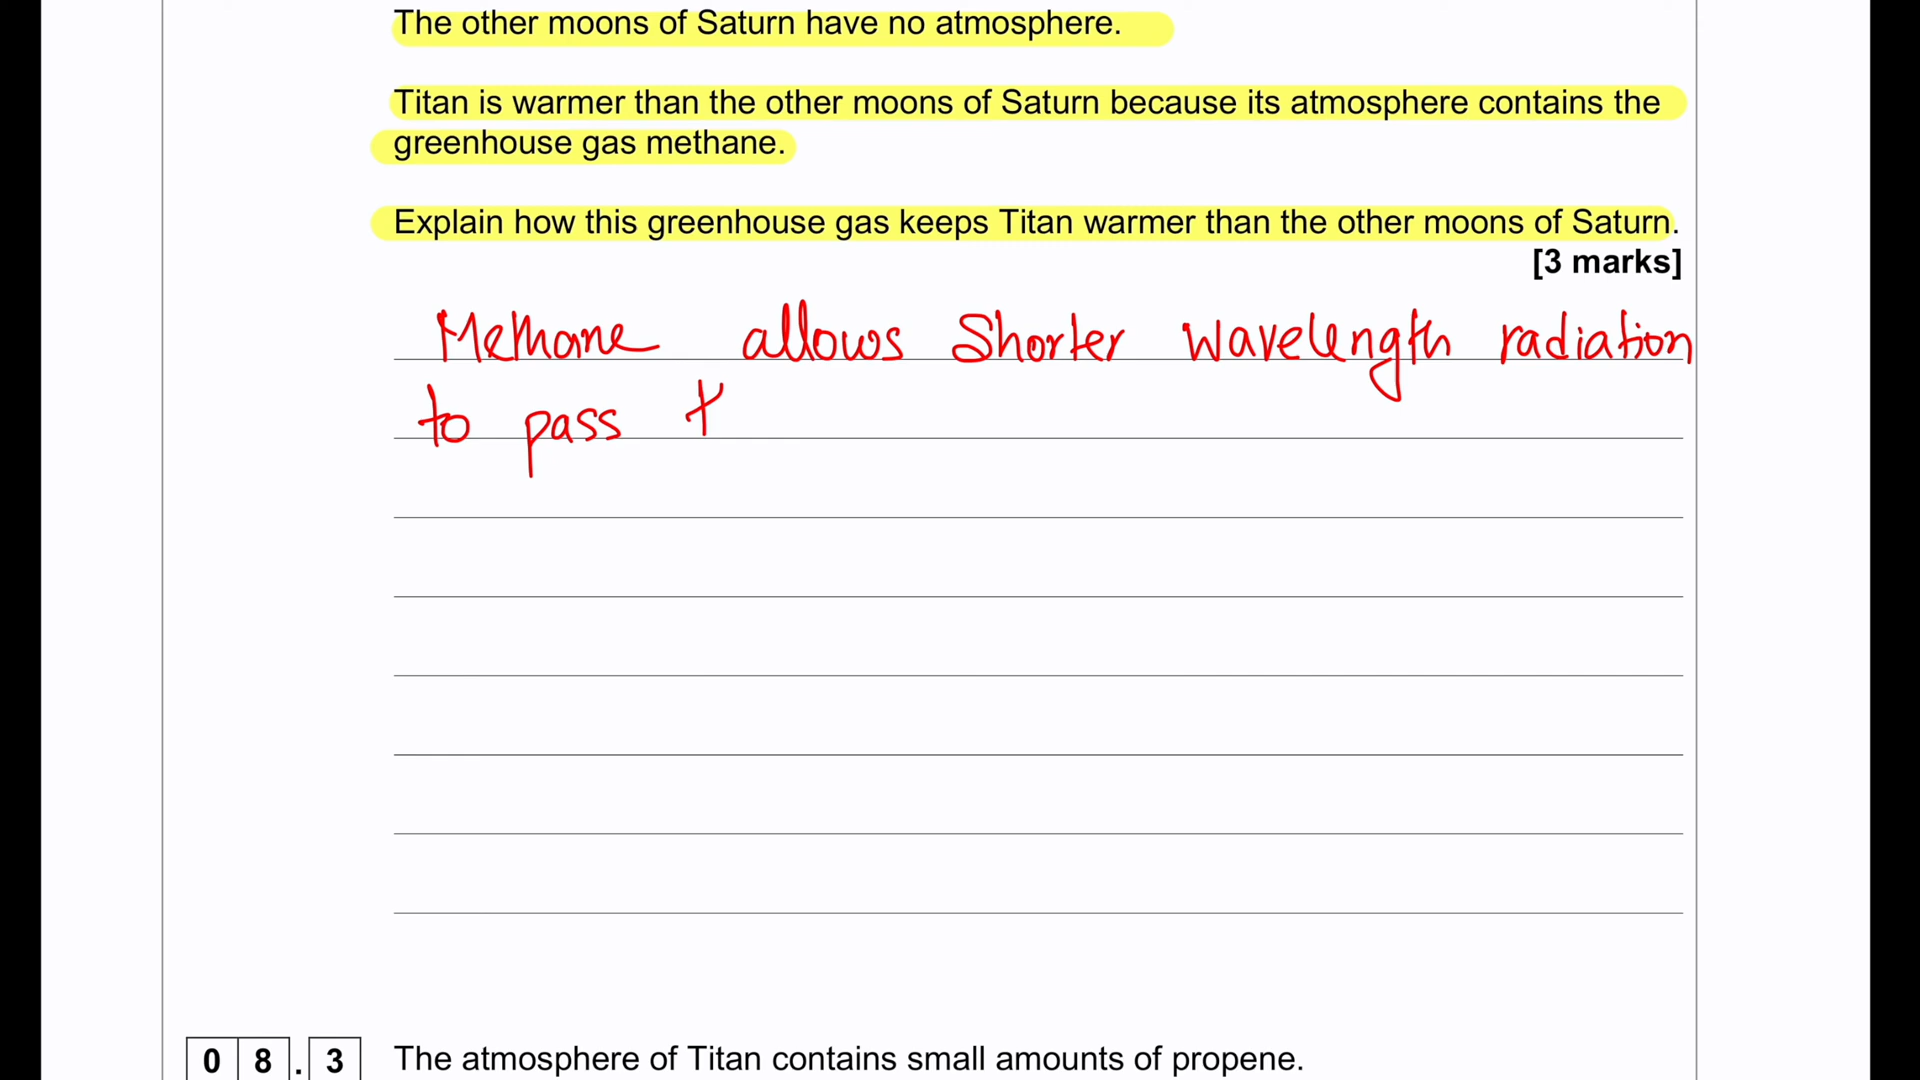 The other moons of Saturn have no atmosphere.
Titan is warmer than the other moons of Saturn because its atmosphere contains the
greenhouse gas methane.
Explain how this greenhouse gas keeps Titan warmer than the other moons of Saturn.
[3 marks]
Methane allows Shorter wavelength radiation
to pass t
0 8 . 3 The atmosphere of Titan contains small amounts of propene.